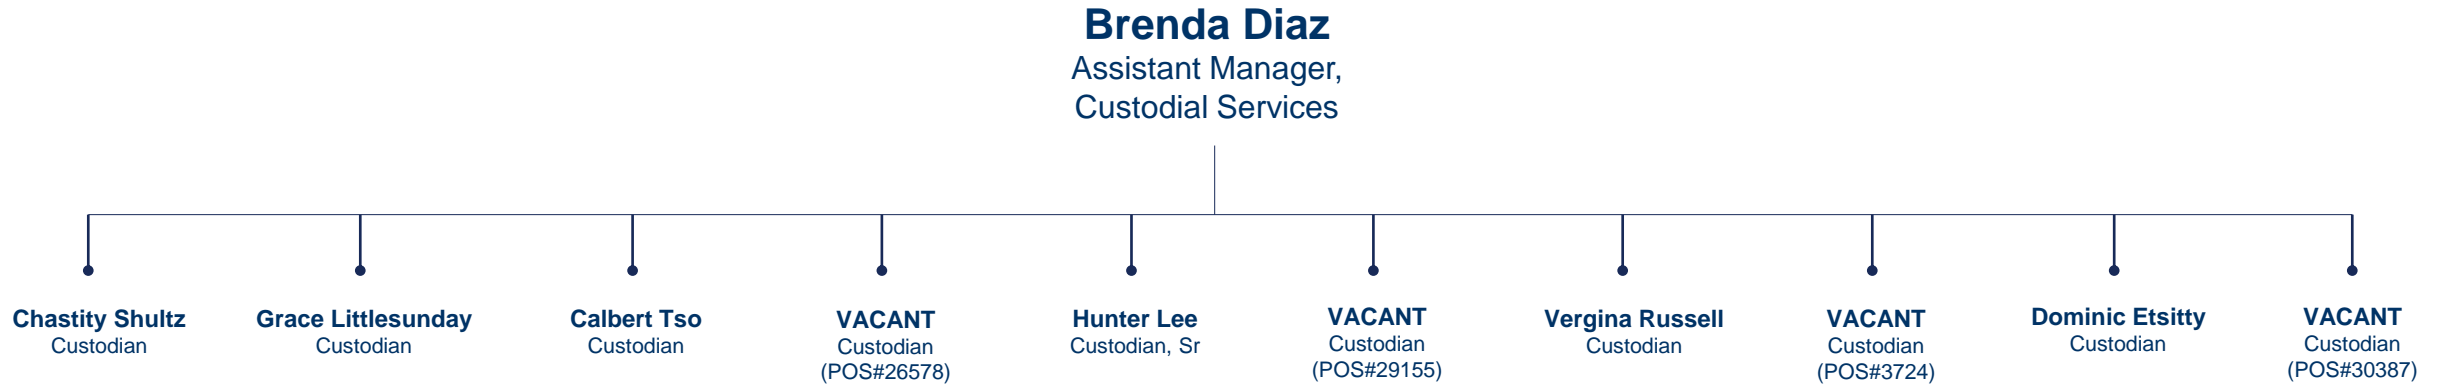 Brenda Diaz
Assistant Manager,
Custodial Services
Chastity Shultz
Custodian
Grace Littlesunday
Custodian
Calbert Tso
Custodian
VACANT
Custodian
(POS#26578)
Hunter Lee
Custodian, Sr
VACANT
Custodian
(POS#29155)
Vergina Russell
Custodian
VACANT
Custodian
(POS#3724)
Dominic Etsitty
Custodian
VACANT
Custodian
(POS#30387)